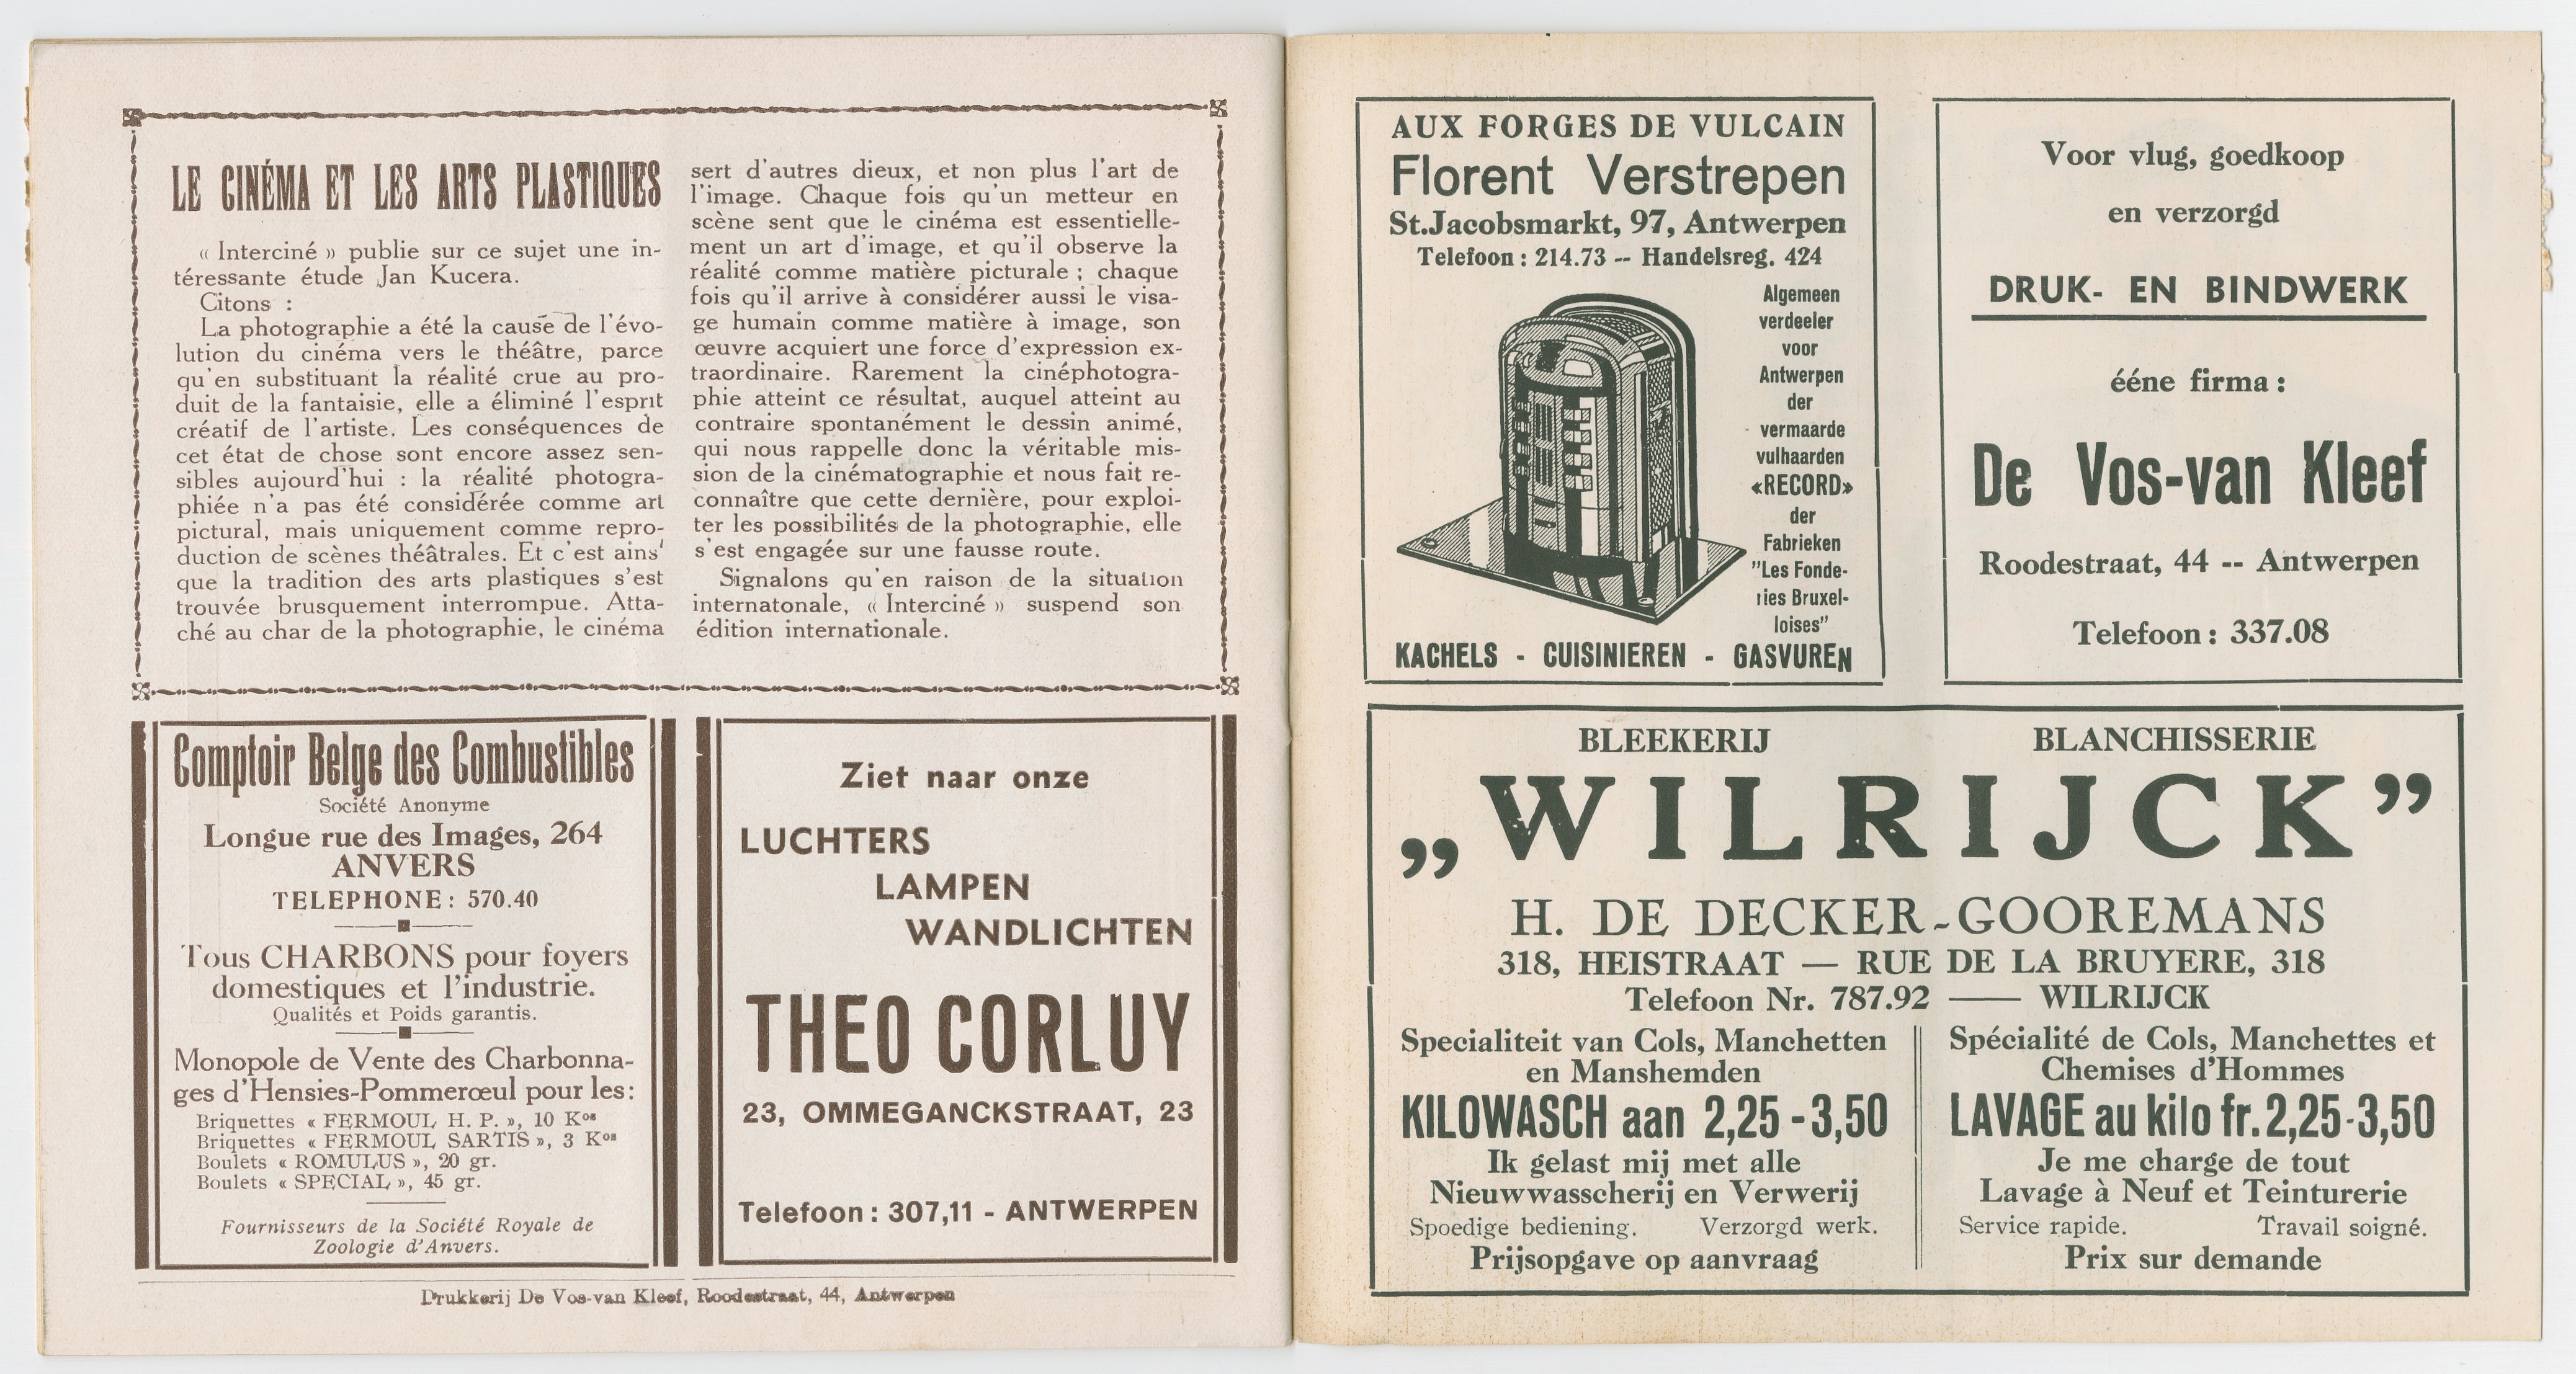 LE CINÉMA ET LES ARTS PLASTIQUES
« Interciné » publie sur ce sujet une in-
téressante étude Jan Kucera.
Citons :
La photographie a été la cause de l'évo-
lution du cinéma vers le théâtre, parce
qu'en substituant la réalité crue au pro-
duit de la fantaisie, elle a éliminé l'esprit
créatif de l'artiste. Les conséquences de
cet état de chose sont encore assez sen-
sibles aujourd'hui : la réalité photogra-
phiée n'a pas été considérée comme art
pictural, mais uniquement comme repro-
duction de scènes théâtrales. Et c'est ains'
que la tradition des arts plastiques s'est
trouvée brusquement interrompue. Atta-
ché au char de la photographie, le cinéma
sert d'autres dieux, et non plus l'art de
l'image. Chaque fois qu'un metteur en
scène sent que le cinéma est essentielle-
ment un art d'image, et qu'il observe la
réalité comme matière picturale ; chaque
fois qu'il arrive à considérer aussi le visa-
ge humain comme matière à image, son
œuvre acquiert une force d'expression ex-
traordinaire. Rarement la cinéphotogra-
phie atteint ce résultat, auquel atteint au
contraire spontanément le dessin animé,
qui nous rappelle donc la véritable mis-
sion de la cinématographie et nous fait re-
connaître que cette dernière, pour exploi-
ter les possibilités de la photographie, elle
s'est engagée sur une fausse route.
Signalons qu'en raison de la situation
internatonale, « Interciné » suspend son
édition internationale.
Comptoir Belge des Combustibles
Société Anonyme
Longue rue des Images, 264
ANVERS
TELEPHONE : 570.40
Tous CHARBONS pour foyers
domestiques et l'industrie.
Qualités et Poids garantis.
Monopole de Vente des Charbonna-
ges d'Hensies-Pommerœul pour les :
Briquettes « FERMOUL H. P. », 10 Kos
Briquettes « FERMOUL SARTIS », 3 Kos
Boulets « ROMULUS », 20 gr.
Boulets « SPECIAL », 45 gr.
Fournisseurs de la Société Royale de
Zoologie d'Anvers.
Ziet naar onze
LUCHTERS
LAMPEN
WANDLICHTEN
THEO CORLUY
23, OMMEGANCKSTRAAT, 23
Telefoon : 307,11 - ANTWERPEN
Drukkerij De Vos-van Kleef, Roodestraat, 44, Antwerpen
AUX FORGES DE VULCAIN
Florent Verstrepen
St.Jacobsmarkt, 97, Antwerpen
Telefoon : 214.73 -- Handelsreg. 424
Algemeen
verdeeler
voor
Antwerpen
der
vermaarde
vulhaarden
«RECORD»
der
Fabrieken
"Les Fonde-
ries Bruxel-
loises"
KACHELS - CUISINIEREN - GASVUREN
Voor vlug, goedkoop
en verzorgd
DRUK- EN BINDWERK
ééne firma :
De Vos-van Kleef
Roodestraat, 44 -- Antwerpen
Telefoon : 337.08
BLEEKERIJ BLANCHISSERIE
„WILRIJCK”
H. DE DECKER-GOOREMANS
318, HEISTRAAT — RUE DE LA BRUYERE, 318
Telefoon Nr. 787.92 — WILRIJCK
Specialiteit van Cols, Manchetten
en Manshemden
KILOWASCH aan 2,25 - 3,50
Ik gelast mij met alle
Nieuwwasscherij en Verwerij
Spoedige bediening. Verzorgd werk.
Prijsopgave op aanvraag
Spécialité de Cols, Manchettes et
Chemises d'Hommes
LAVAGE au kilo fr. 2,25-3,50
Je me charge de tout
Lavage à Neuf et Teinturerie
Service rapide. Travail soigné.
Prix sur demande